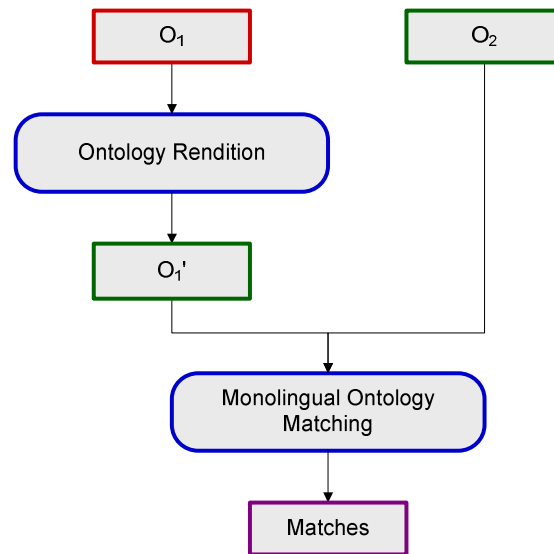 O₁
O₂
Ontology Rendition
O₁'
Monolingual Ontology
Matching
Matches